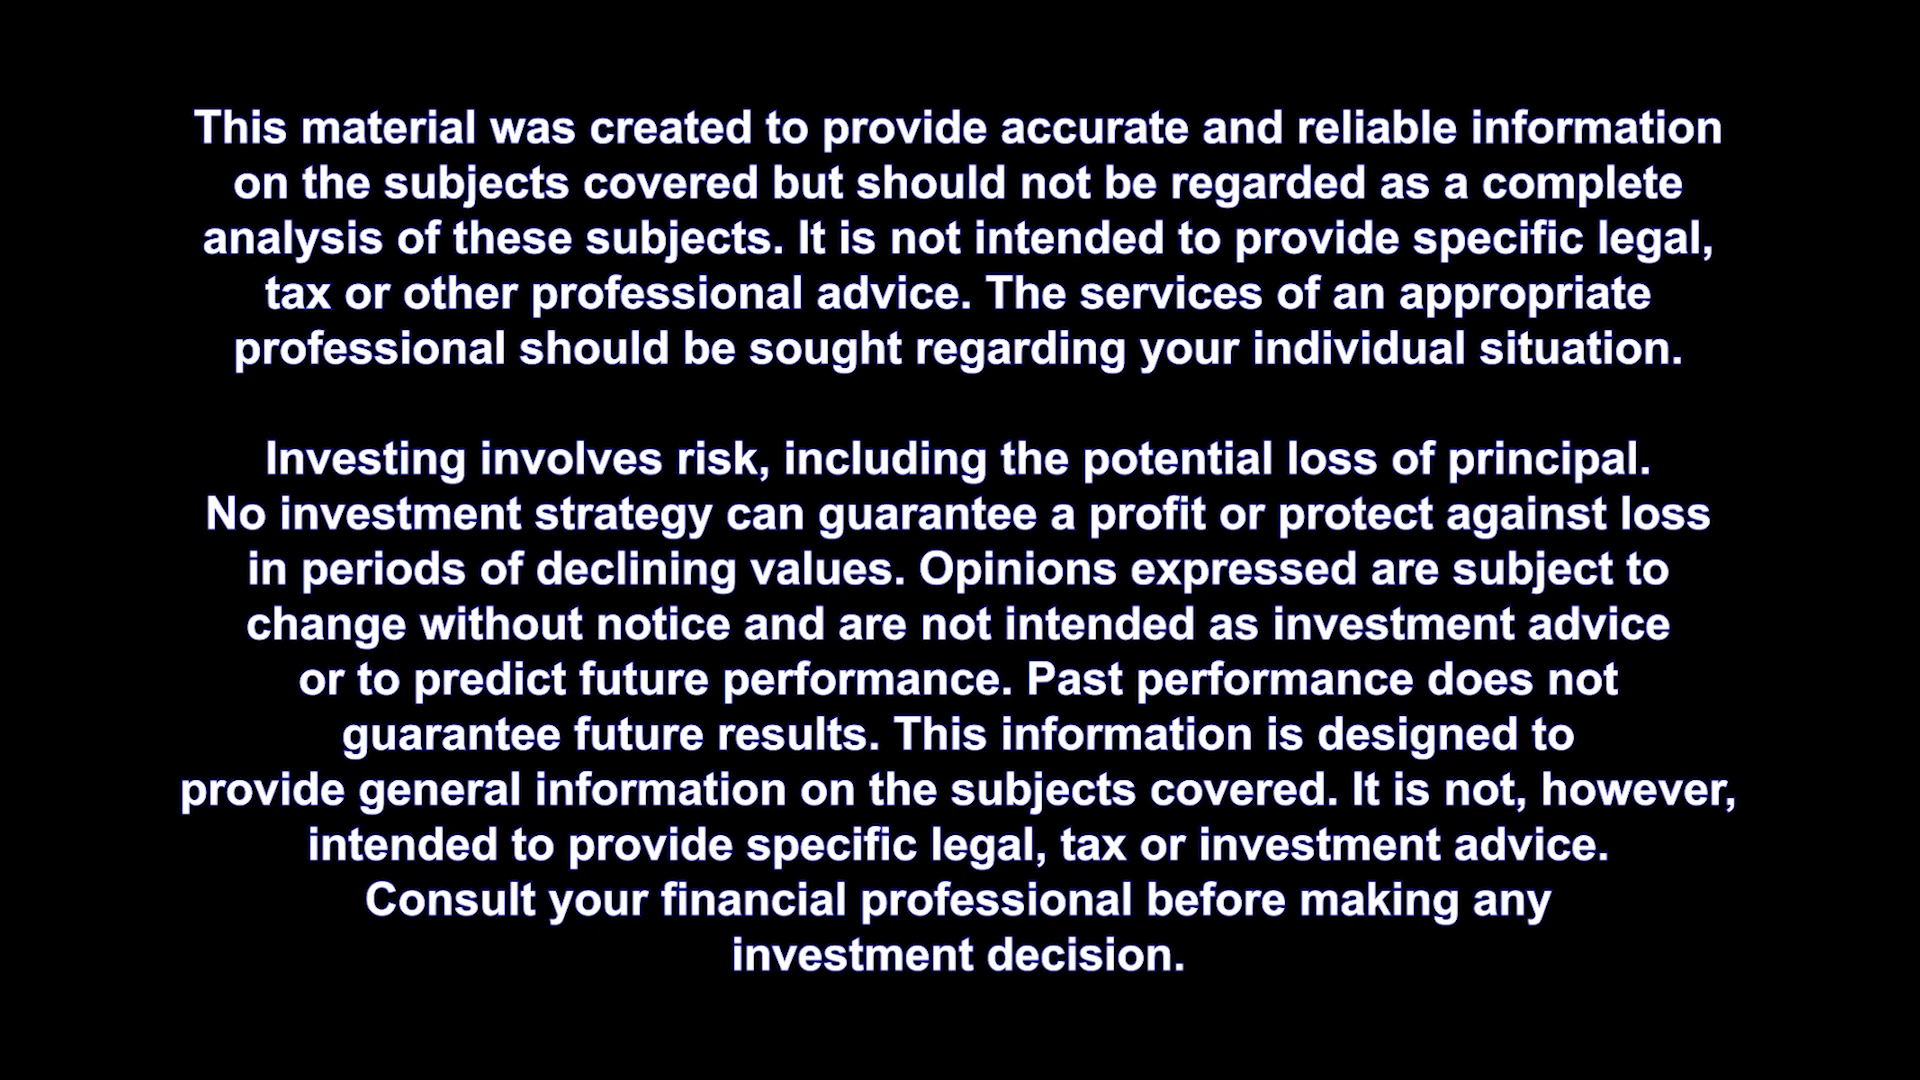 This material was created to provide accurate and reliable information
on the subjects covered but should not be regarded as a complete
analysis of these subjects. It is not intended to provide specific legal,
tax or other professional advice. The services of an appropriate
professional should be sought regarding your individual situation.
Investing involves risk, including the potential loss of principal.
No investment strategy can guarantee a profit or protect against loss
in periods of declining values. Opinions expressed are subject to
change without notice and are not intended as investment advice
or to predict future performance. Past performance does not
guarantee future results. This information is designed to
provide general information on the subjects covered. It is not, however,
intended to provide specific legal, tax or investment advice.
Consult your financial professional before making any
investment decision.